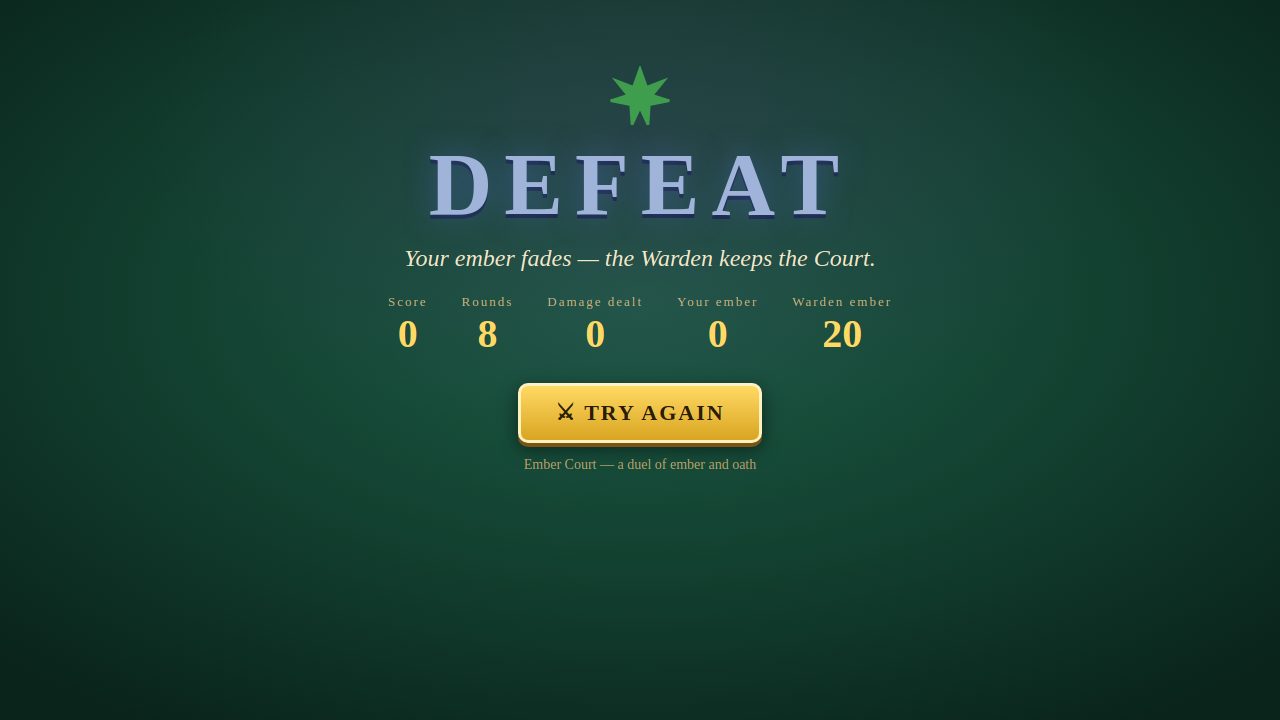 DEFEAT
Your ember fades — the Warden keeps the Court.
Score Rounds Damage dealt Your ember Warden ember
0 8 0 0 20
⚔ TRY AGAIN
Ember Court — a duel of ember and oath